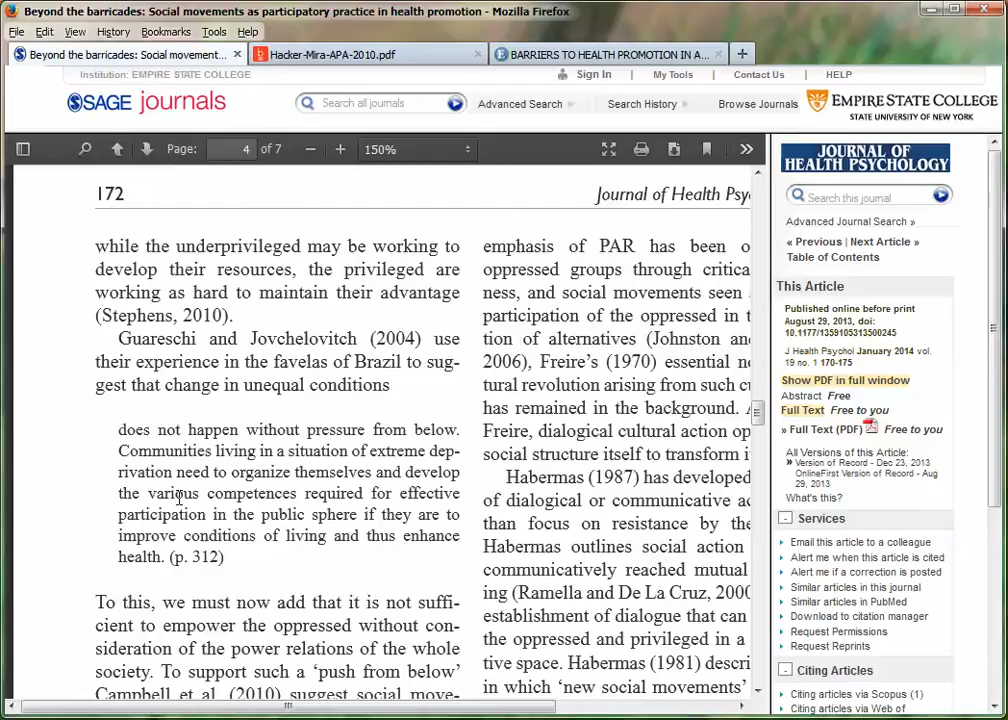 Beyond the barricades: Social movements as participatory practice in health promotion - Mozilla Firefox
File Edit View History Bookmarks Tools Help
Beyond the barricades: Social movement... × Hacker-Mira-APA-2010.pdf × BARRIERS TO HEALTH PROMOTION IN A... ×
Institution: EMPIRE STATE COLLEGE Sign In | My Tools | Contact Us | HELP
SAGE journals Search all journals Advanced Search Search History Browse Journals EMPIRE STATE COLLEGE
STATE UNIVERSITY OF NEW YORK
Page: 4 of 7 150%
172 Journal of Health Psy
while the underprivileged may be working to
develop their resources, the privileged are
working as hard to maintain their advantage
(Stephens, 2010).
Guareschi and Jovchelovitch (2004) use
their experience in the favelas of Brazil to sug-
gest that change in unequal conditions
does not happen without pressure from below.
Communities living in a situation of extreme dep-
rivation need to organize themselves and develop
the various competences required for effective
participation in the public sphere if they are to
improve conditions of living and thus enhance
health. (p. 312)
To this, we must now add that it is not suffi-
cient to empower the oppressed without con-
sideration of the power relations of the whole
society. To support such a ‘push from below’
Campbell et al. (2010) suggest social move-
emphasis of PAR has been o
oppressed groups through critica
ness, and social movements seen
participation of the oppressed in t
tion of alternatives (Johnston an
2006), Freire’s (1970) essential n
tural revolution arising from such cu
has remained in the background.
Freire, dialogical cultural action op
social structure itself to transform i
Habermas (1987) has developed
of dialogical or communicative ac
than focus on resistance by the
Habermas outlines social action
communicatively reached mutual
ing (Ramella and De La Cruz, 2000
establishment of dialogue that can
the oppressed and privileged in a
tive space. Habermas (1981) descri
in which ‘new social movements’
JOURNAL OF
HEALTH PSYCHOLOGY
Search this journal
Advanced Journal Search »
« Previous | Next Article »
Table of Contents
This Article
Published online before print
August 29, 2013, doi:
10.1177/1359105313500245
J Health Psychol January 2014 vol.
19 no. 1 170-175
Show PDF in full window
Abstract Free
Full Text Free to you
» Full Text (PDF) Free to you
All Versions of this Article:
» Version of Record - Dec 23, 2013
OnlineFirst Version of Record - Aug
29, 2013
What's this?
- Services
Email this article to a colleague
Alert me when this article is cited
Alert me if a correction is posted
Similar articles in this journal
Similar articles in PubMed
Download to citation manager
Request Permissions
Request Reprints
- Citing Articles
Citing articles via Scopus (1)
Citing articles via Web of